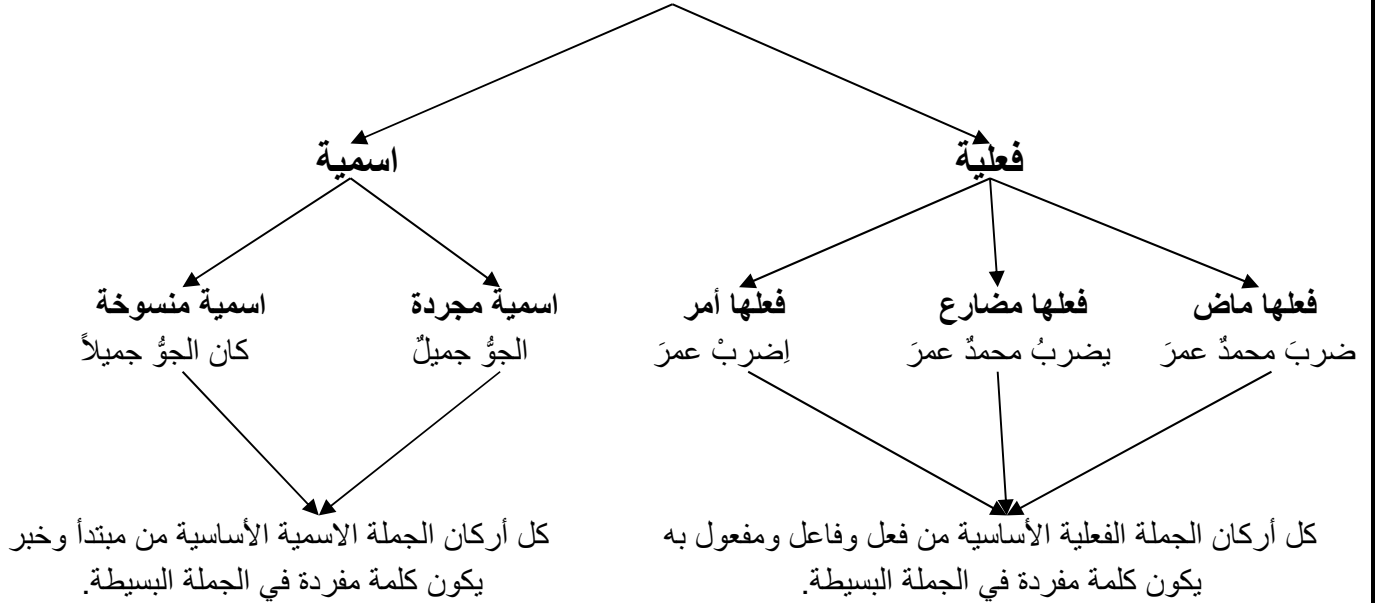 فعلية
اسمية
فعلها ماض
فعلها مضارع
فعلها أمر
اسمية مجردة
اسمية منسوخة
ضربَ محمدٌ عمرَ
يضربُ محمدٌ عمرَ
اِضربْ عمرَ
الجوُّ جميلٌ
كان الجوُّ جميلاً
كل أركان الجملة الفعلية الأساسية من فعل وفاعل ومفعول به
يكون كلمة مفردة في الجملة البسيطة.
كل أركان الجملة الاسمية الأساسية من مبتدأ وخبر
يكون كلمة مفردة في الجملة البسيطة.